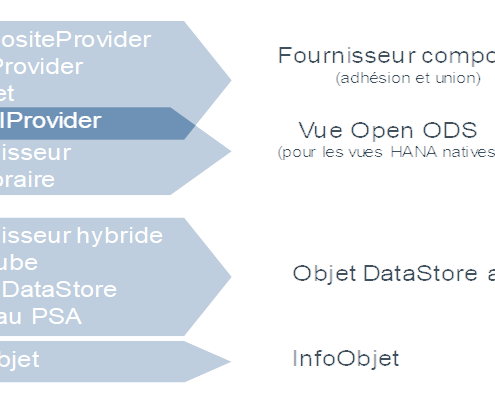 ositeProvider
Provider
et
lProvider
isseur
oraire
Fournisseur compo
(adhésion et union)
Vue Open ODS
(pour les vues HANA natives
isseur hybride
ube
DataStore
au PSA
Objet DataStore a
bjet
InfoObjet